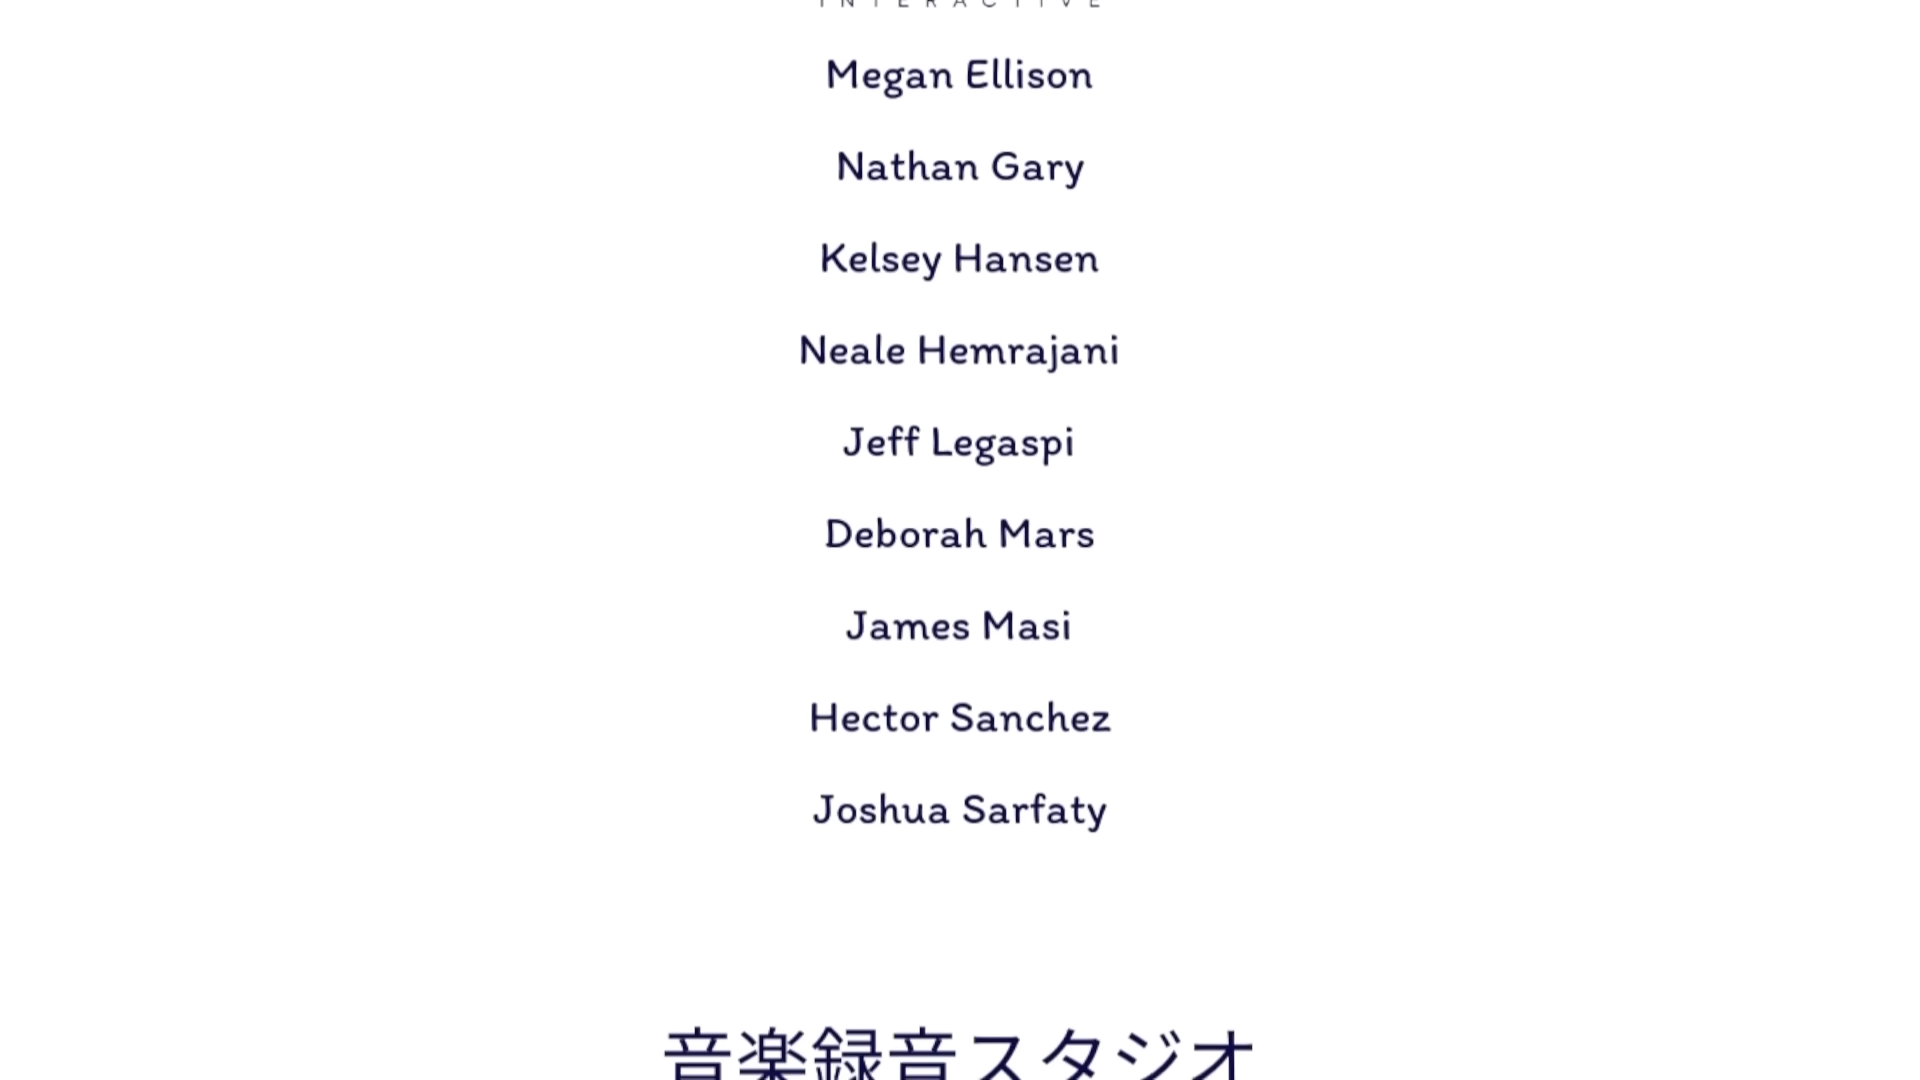 INTERACTIVE
Megan Ellison
Nathan Gary
Kelsey Hansen
Neale Hemrajani
Jeff Legaspi
Deborah Mars
James Masi
Hector Sanchez
Joshua Sarfaty
音楽録音スタジオ